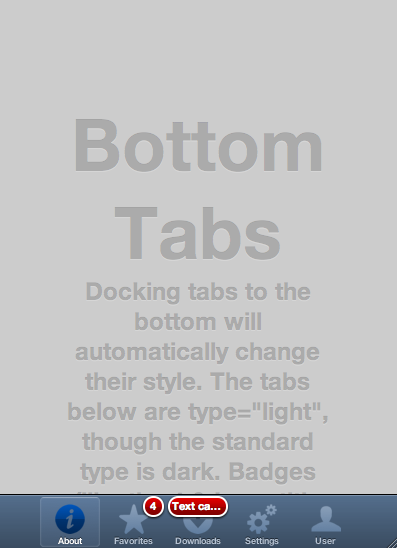 Bottom
Tabs
Docking tabs to the
bottom will
automatically change
their style. The tabs
below are type="light",
though the standard
type is dark. Badges
4 Text ca...
About Favorites Downloads Settings User